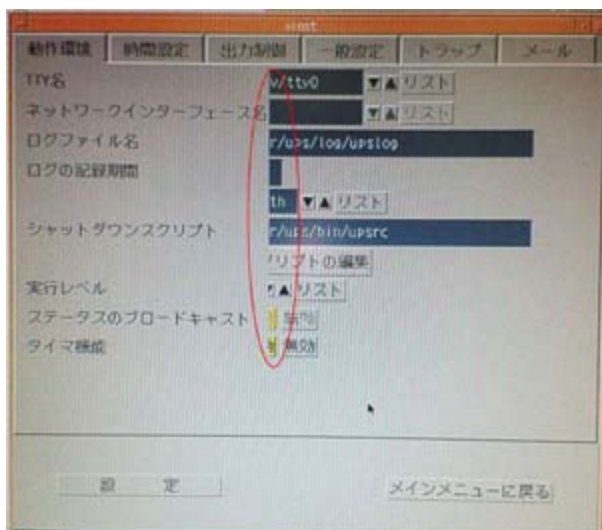 動作環境 時間設定 出力制御 一般設定 トラップ メール
TTY名 v/tty0 ▼▲ リスト
ネットワークインターフェース名 ▼▲ リスト
ログファイル名 r/ups/log/upslog
ログの記録期間
th ▼▲ リスト
シャットダウンスクリプト r/ups/bin/upsrc
リプトの編集
実行レベル ▲ リスト
ステータスのブロードキャスト 無効
タイマ機能 無効
設 定 メインメニューに戻る